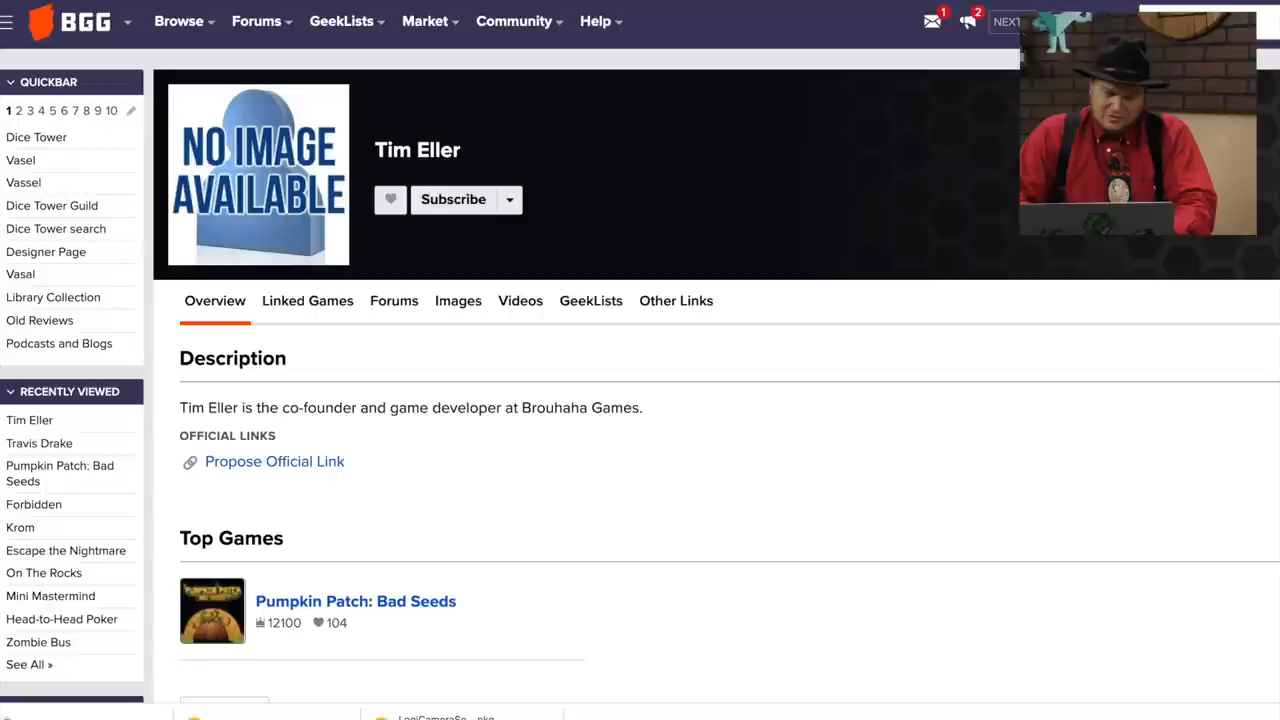 BGG
Browse
Forums
GeekLists
Market
Community
Help
1
2
NEXT
QUICKBAR
1 2 3 4 5 6 7 8 9 10
Dice Tower
Vasel
Vassel
Dice Tower Guild
Dice Tower search
Designer Page
Vasal
Library Collection
Old Reviews
Podcasts and Blogs
RECENTLY VIEWED
Tim Eller
Travis Drake
Pumpkin Patch: Bad
Seeds
Forbidden
Krom
Escape the Nightmare
On The Rocks
Mini Mastermind
Head-to-Head Poker
Zombie Bus
See All »
NO IMAGE
AVAILABLE
Tim Eller
Subscribe
Overview
Linked Games
Forums
Images
Videos
GeekLists
Other Links
Description
Tim Eller is the co-founder and game developer at Brouhaha Games.
OFFICIAL LINKS
Propose Official Link
Top Games
Pumpkin Patch: Bad Seeds
12100
104